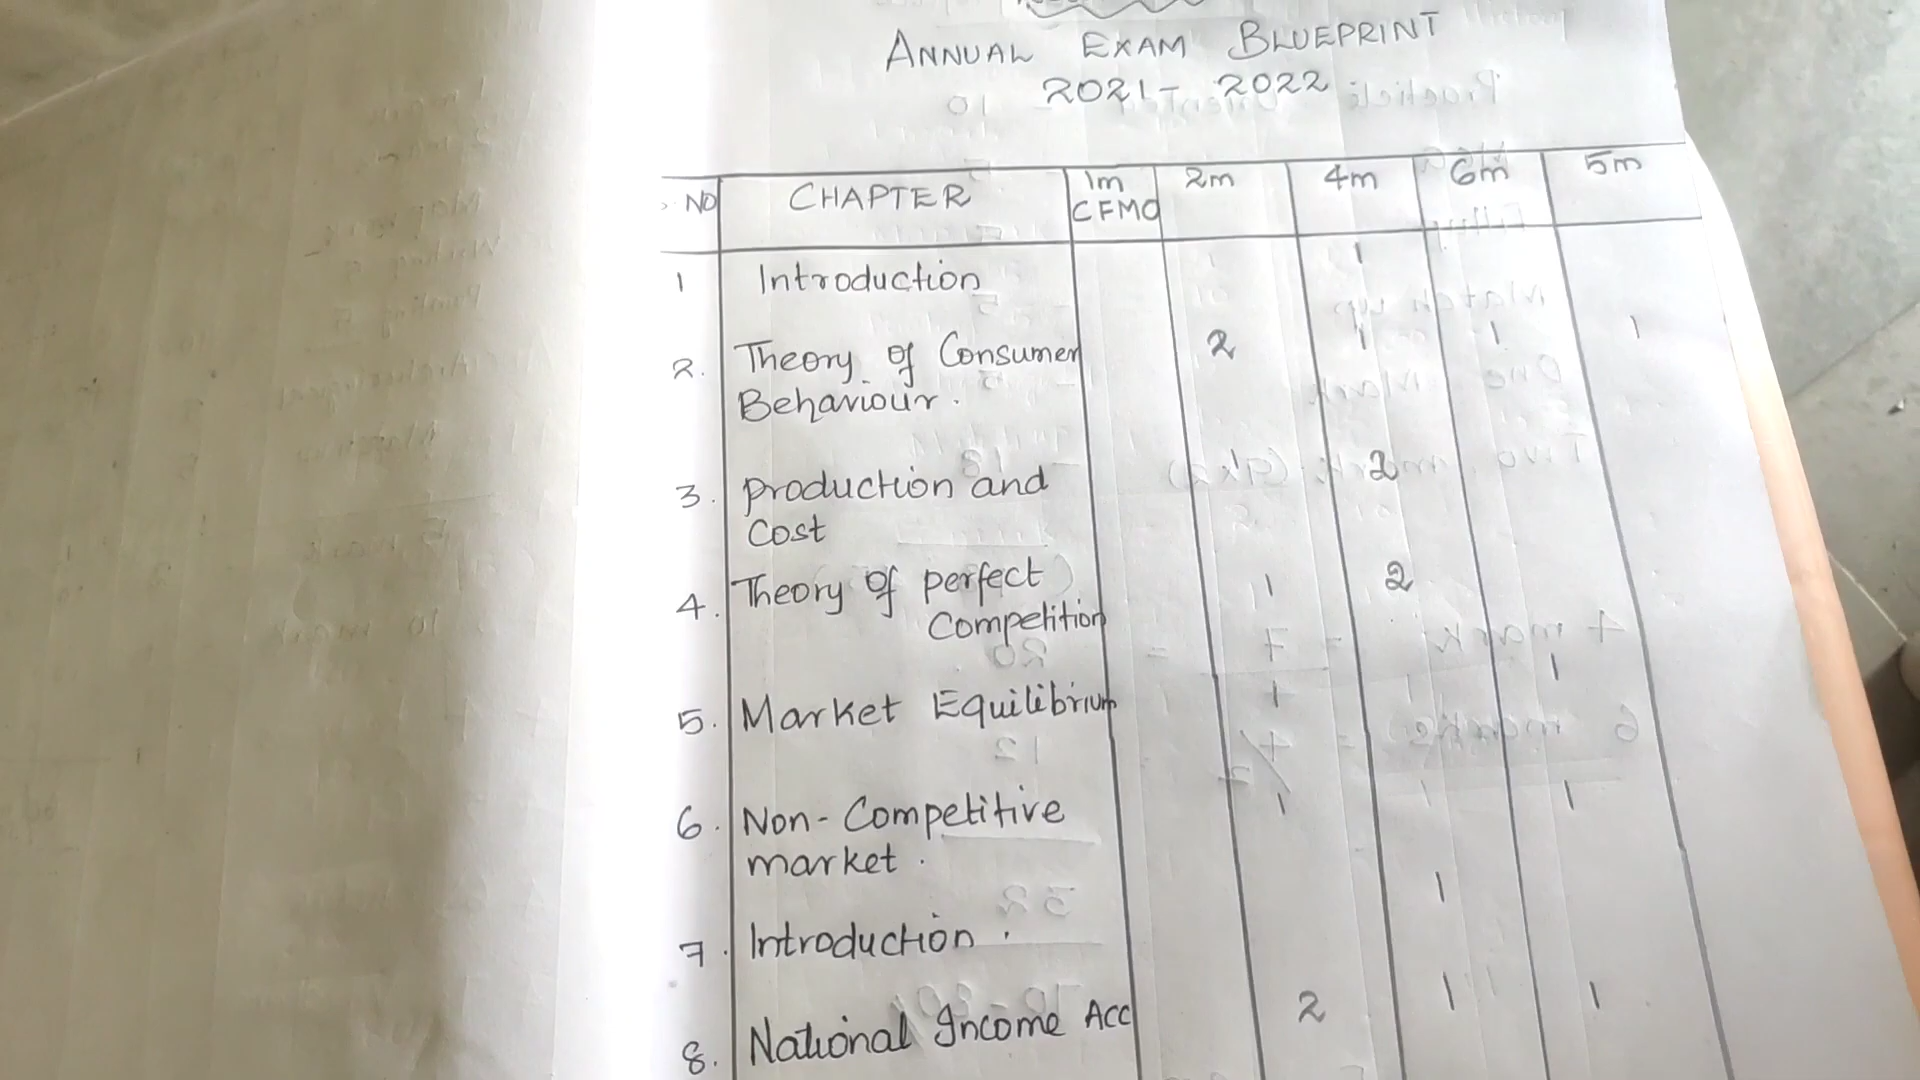 ANNUAL EXAM BLUEPRINT
2021- 2022
NO CHAPTER 1m CFMO 2m 4m 6m 5m
1 Introduction 1
2. Theory of Consumer 2 1 1 1
Behaviour.
3. Production and 2
Cost
4. Theory of perfect 1 2
Competition
5. Market Equilibrium 1 1
6. Non-Competitive 1 1
market.
7. Introduction. 1
8. National Income Acc 2 1 1